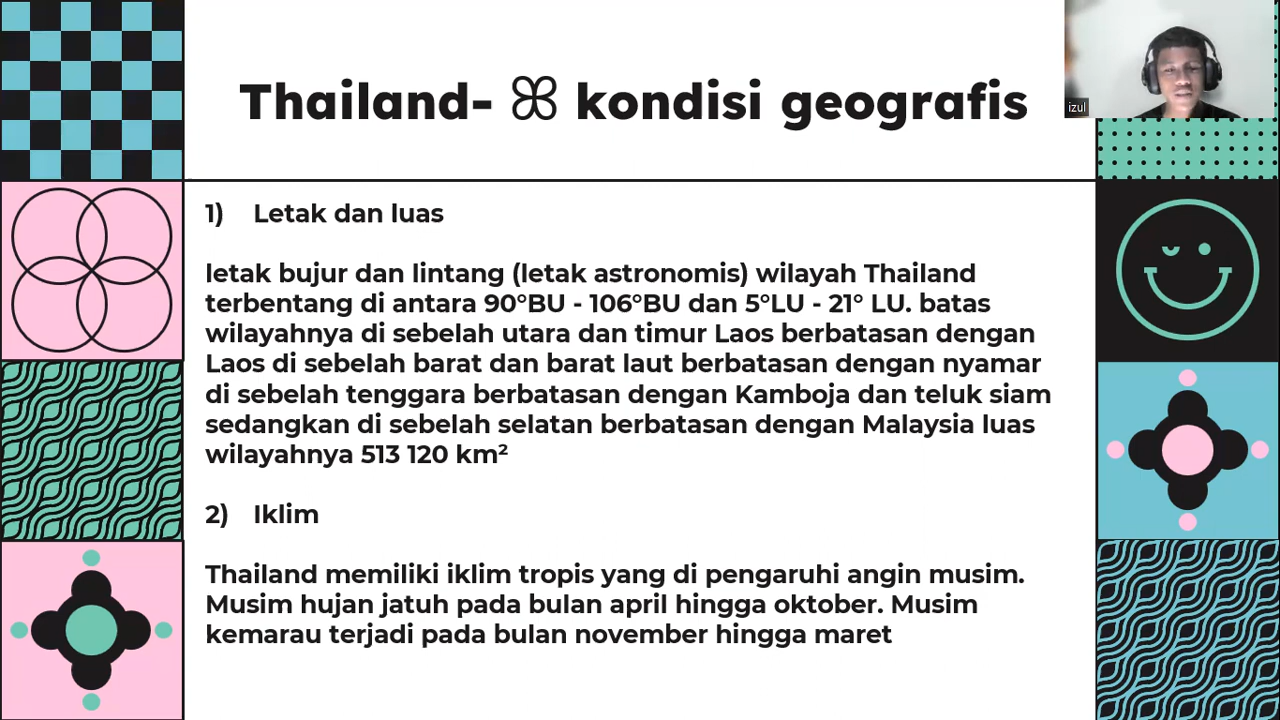 Thailand- ꕤ kondisi geografis
izul
1) Letak dan luas
letak bujur dan lintang (letak astronomis) wilayah Thailand
terbentang di antara 90°BU - 106°BU dan 5°LU - 21° LU. batas
wilayahnya di sebelah utara dan timur Laos berbatasan dengan
Laos di sebelah barat dan barat laut berbatasan dengan nyamar
di sebelah tenggara berbatasan dengan Kamboja dan teluk siam
sedangkan di sebelah selatan berbatasan dengan Malaysia luas
wilayahnya 513 120 km²
2) Iklim
Thailand memiliki iklim tropis yang di pengaruhi angin musim.
Musim hujan jatuh pada bulan april hingga oktober. Musim
kemarau terjadi pada bulan november hingga maret